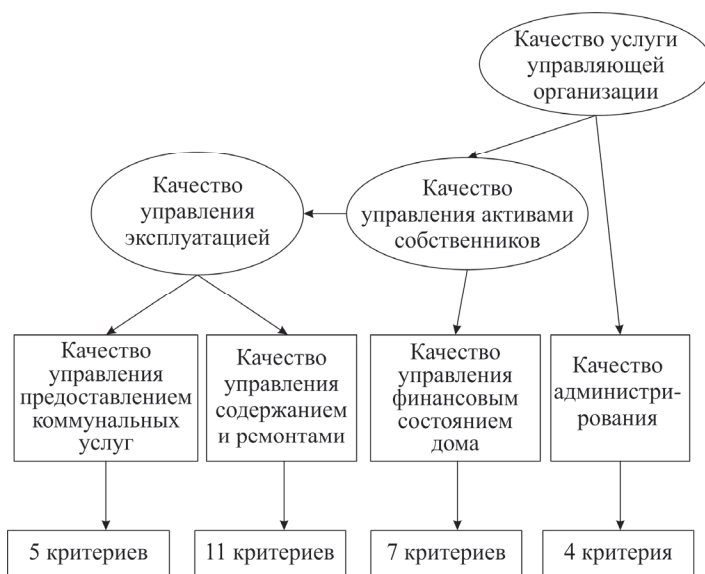 Качество услуги
управляющей
организации
Качество
управления
эксплуатацией
Качество
управления активами
собственников
Качество
управления
предоставлением
коммунальных
услуг
Качество
управления
содержанием
и ремонтами
Качество
управления
финансовым
состоянием
дома
Качество
администри-
рования
5 критериев
11 критериев
7 критериев
4 критерия